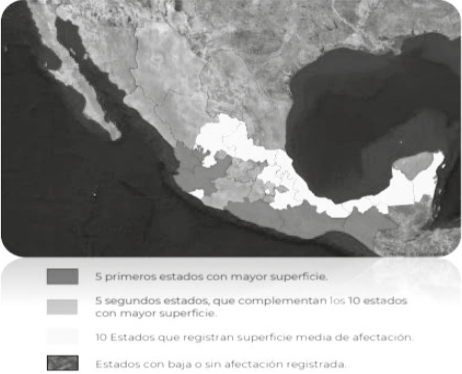 5 primeros estados con mayor superficie.
5 segundos estados, que complementan los 10 estados
con mayor superficie.
10 Estados que registran superficie media de afectación.
Estados con baja o sin afectación registrada.